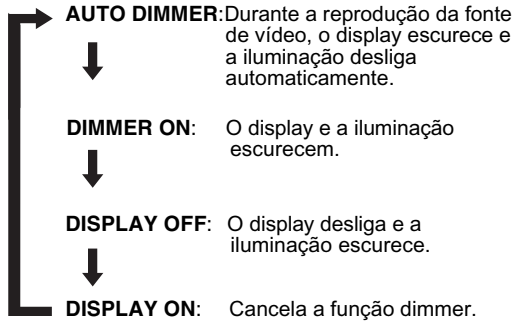 AUTO DIMMER:Durante a reprodução da fonte
de vídeo, o display escurece e
a iluminação desliga
automaticamente.
DIMMER ON: O display e a iluminação
escurecem.
DISPLAY OFF: O display desliga e a
iluminação escurece.
DISPLAY ON: Cancela a função dimmer.